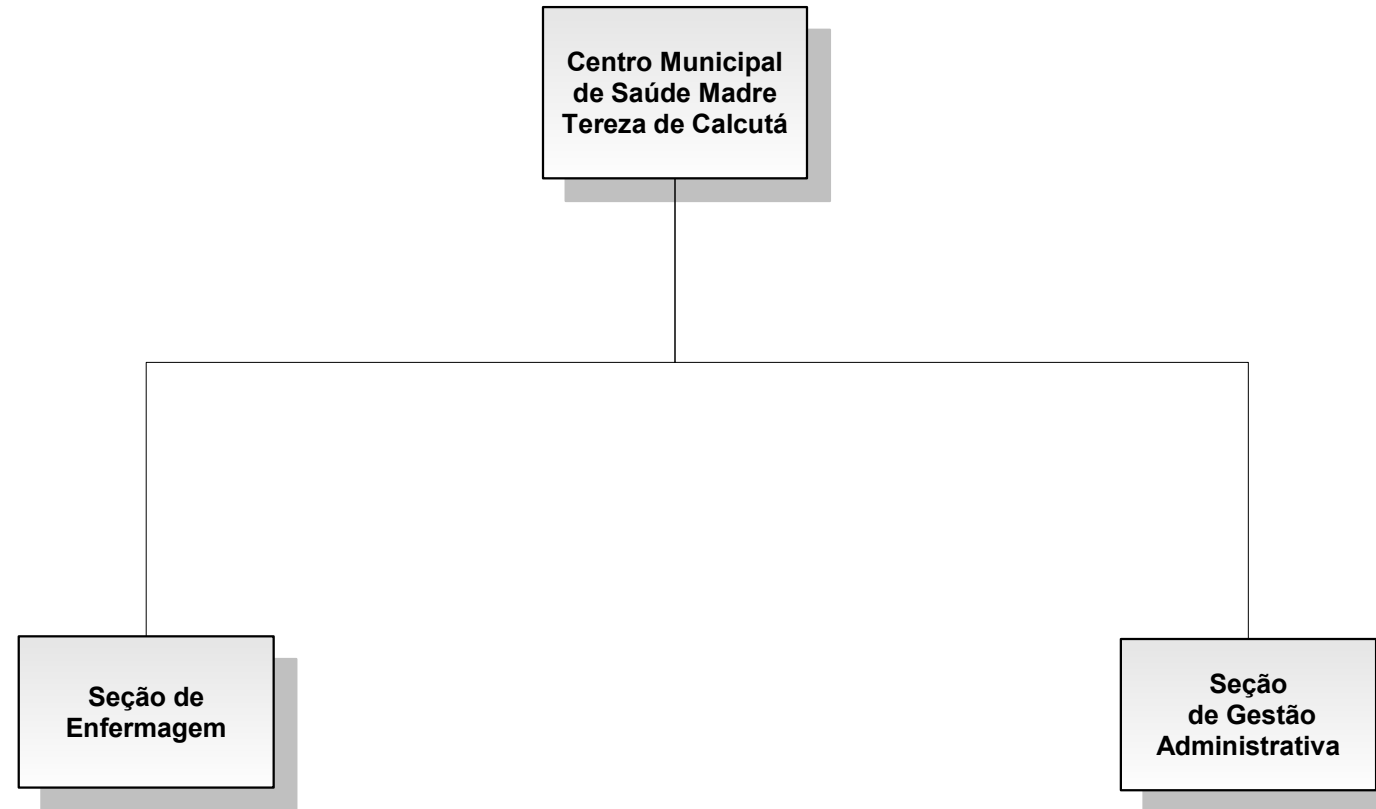 Centro Municipal
de Saúde Madre
Tereza de Calcutá
Seção de
Enfermagem
Seção
de Gestão
Administrativa